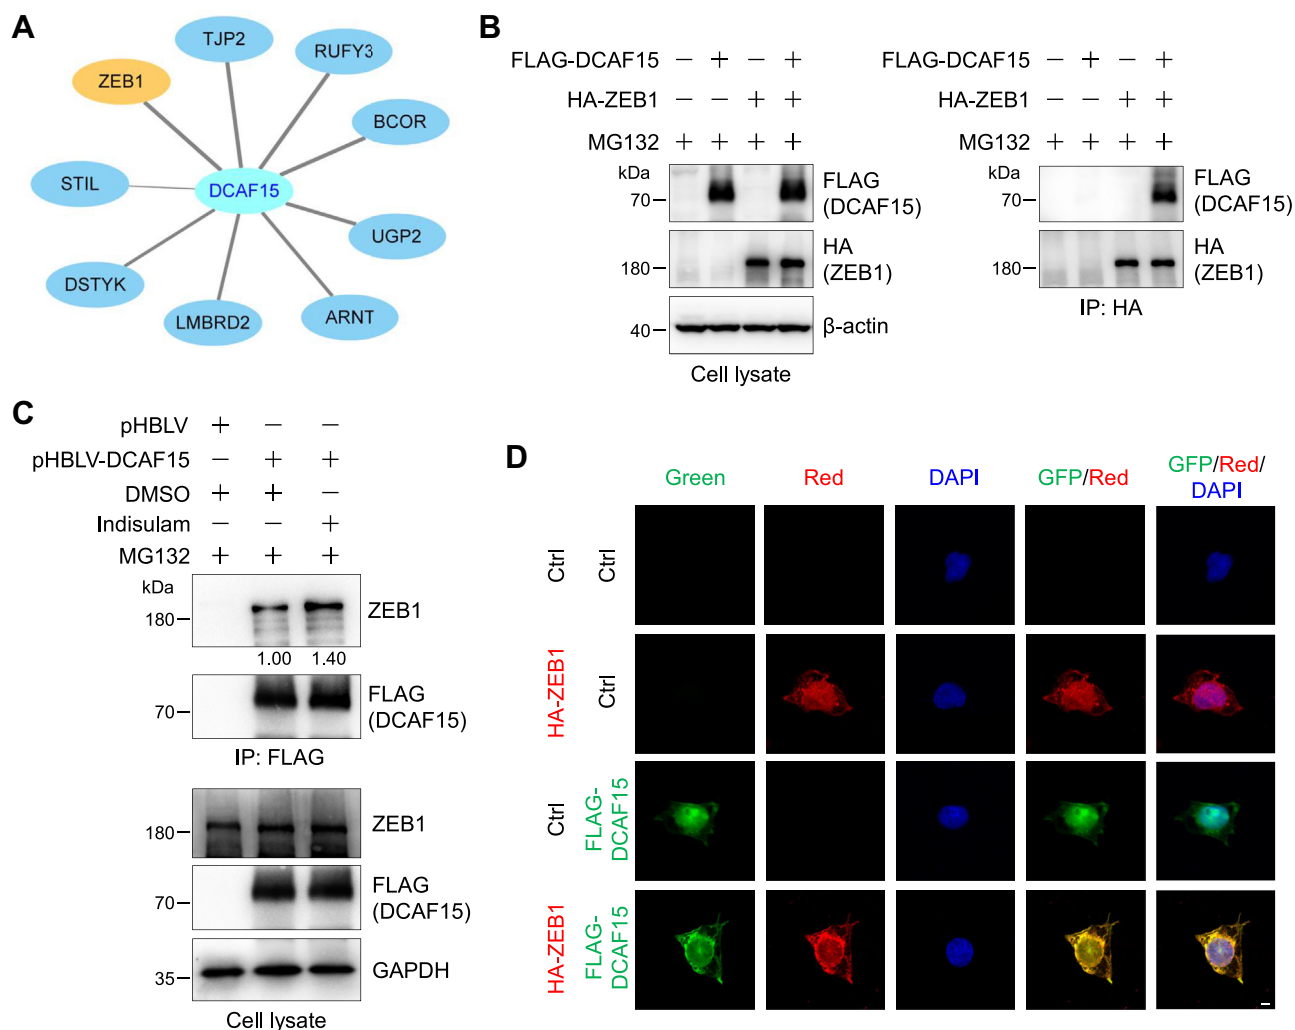 A
TJP2
RUFY3
ZEB1
BCOR
STIL
DCAF15
UGP2
DSTYK
LMBRD2
ARNT
B
FLAG-DCAF15 − + − +
HA-ZEB1 − − + +
MG132 + + + +
kDa
70
FLAG
(DCAF15)
180
HA
(ZEB1)
40
β-actin
Cell lysate
FLAG-DCAF15 − + − +
HA-ZEB1 − − + +
MG132 + + + +
kDa
70
FLAG
(DCAF15)
180
HA
(ZEB1)
IP: HA
C
pHBLV + − −
pHBLV-DCAF15 − + +
DMSO + + −
Indisulam − − +
MG132 + + +
kDa
180
ZEB1
1.00 1.40
70
FLAG
(DCAF15)
IP: FLAG
180
ZEB1
70
FLAG
(DCAF15)
35
GAPDH
Cell lysate
D
Green Red DAPI GFP/Red GFP/Red/
DAPI
Ctrl
Ctrl
HA-ZEB1
Ctrl
Ctrl
FLAG-
DCAF15
HA-ZEB1
FLAG-
DCAF15